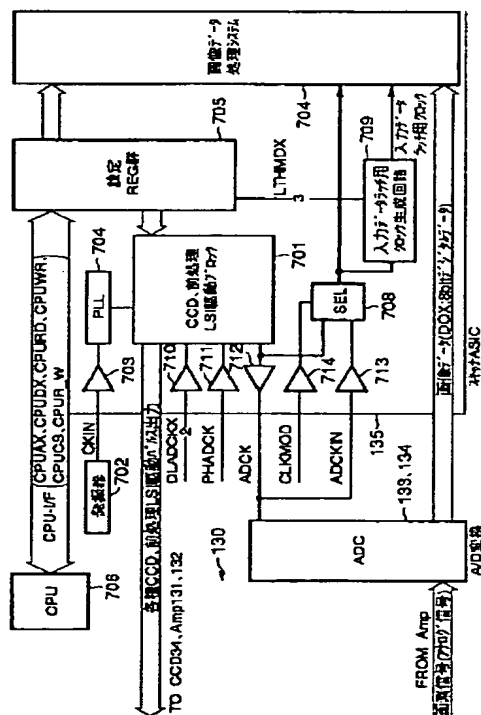 画像データ
処理システム
704
705
設定
REG群
LTHMDX
3
709
入力データラッチ用
クロック生成回路
入力データ
ラッチ用クロック
704
PLL
701
CCD、前処理
LSI駆動ブロック
708
SEL
CPU-I/F
CPUAX、CPUDX、CPURD、CPUWR、
CPUCS、CPUR_W
703
CKIN
702
発振器
706
CPU
710
711
712
714
713
DLADCKX
2
PHADCK
ADCK
CLKMOD
ADCKIN
各種CCD、前処理LSI駆動パルス出力
TO CCD34、Amp131、132
130
135
画像データ(DOX:8bitデジタルデータ)
スキャナASIC
133、134
ADC
A/D変換
FROM Amp
画像信号(アナログ信号)